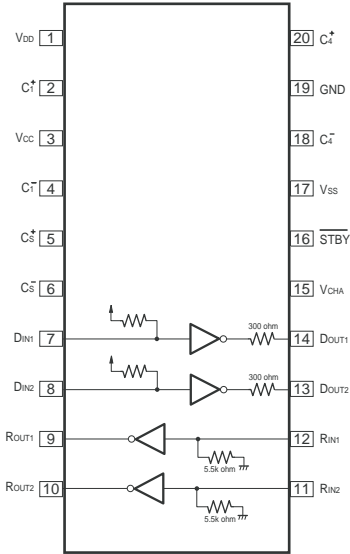 VDD 1
20 C4+
C1+ 2
19 GND
VCC 3
18 C4−
C1− 4
17 VSS
C5+ 5
16 STBY
C5− 6
15 VCHA
DIN1 7
300 ohm
14 DOUT1
DIN2 8
300 ohm
13 DOUT2
ROUT1 9
12 RIN1
5.5k ohm
ROUT2 10
11 RIN2
5.5k ohm